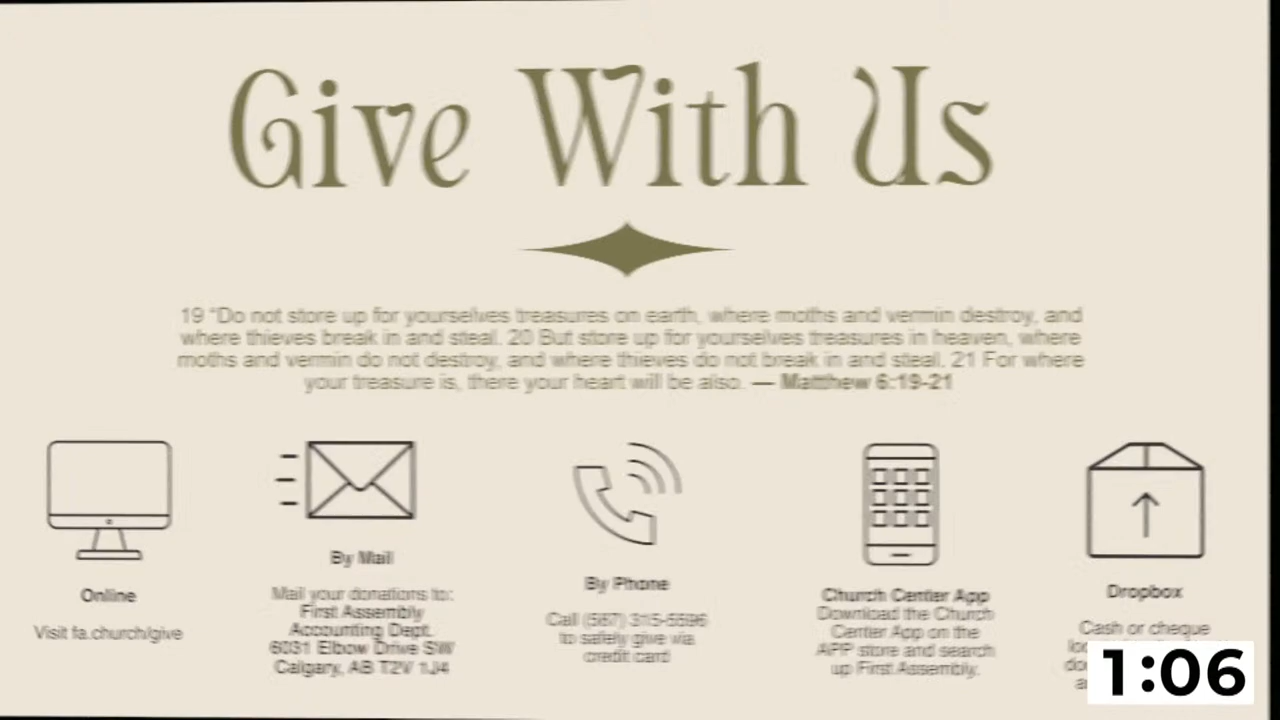 Give With Us
19 "Do not store up for yourselves treasures on earth, where moths and vermin destroy, and
where thieves break in and steal. 20 But store up for yourselves treasures in heaven, where
moths and vermin do not destroy, and where thieves do not break in and steal. 21 For where
your treasure is, there your heart will be also. — Matthew 6:19-21
Online
Visit fa.church/give
By Mail
Mail your donations to:
First Assembly
Accounting Dept.
6031 Elbow Drive SW
Calgary, AB T2V 1J4
By Phone
Call (587) 315-5596
to safely give via
credit card
Church Center App
Download the Church
Center App on the
APP store and search
up First Assembly.
Dropbox
Cash or cheque
1:06